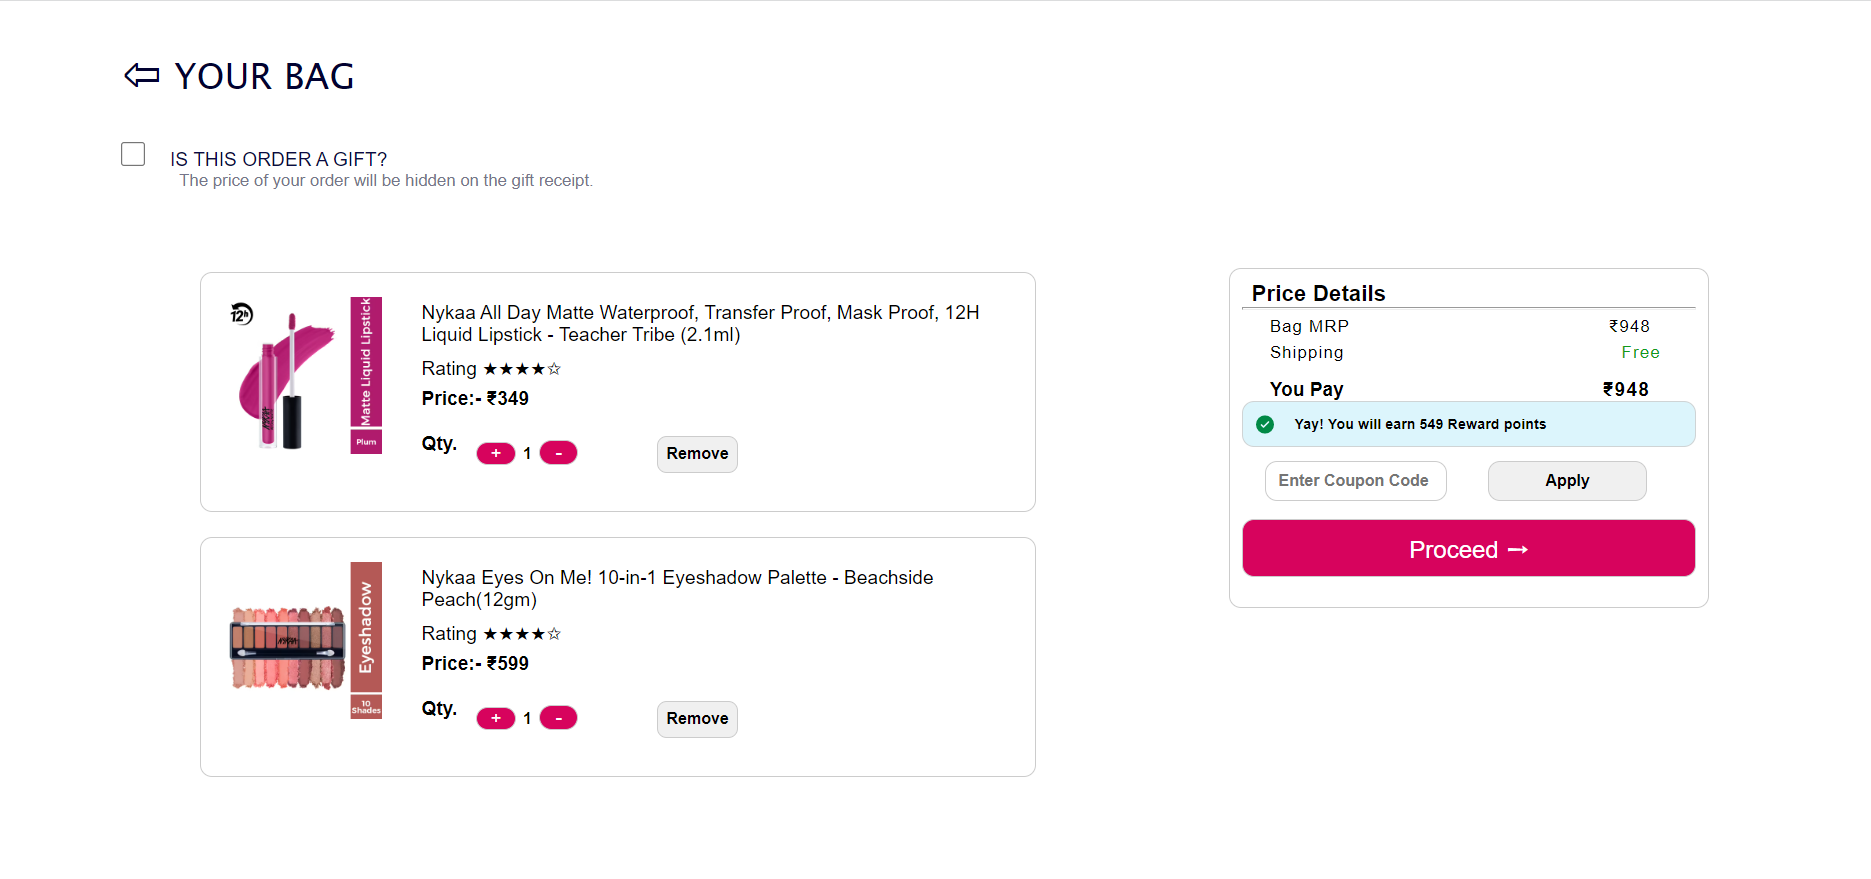 YOUR BAG
IS THIS ORDER A GIFT?
The price of your order will be hidden on the gift receipt.
12h
Matte Liquid Lipstick
Plum
NYKAA
Nykaa All Day Matte Waterproof, Transfer Proof, Mask Proof, 12H
Liquid Lipstick - Teacher Tribe (2.1ml)
Rating ★★★★☆
Price:- ₹349
Qty. + 1 - Remove
Eyeshadow
10
Shades
NYKAA
Nykaa Eyes On Me! 10-in-1 Eyeshadow Palette - Beachside
Peach(12gm)
Rating ★★★★☆
Price:- ₹599
Qty. + 1 - Remove
Price Details
Bag MRP ₹948
Shipping Free
You Pay ₹948
Yay! You will earn 549 Reward points
Enter Coupon Code Apply
Proceed →